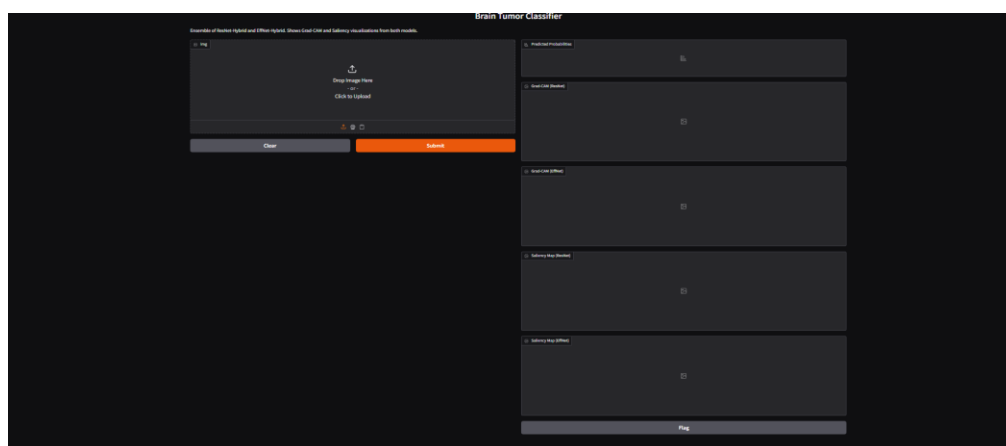 Brain Tumor Classifier
Ensemble of ResNet-Hybrid and EffNet-Hybrid. Shows Grad-CAM and Saliency visualizations from both models.
img
Drop Image Here
- or -
Click to Upload
Clear
Submit
Predicted Probabilities
Grad-CAM (ResNet)
Grad-CAM (EffNet)
Saliency Map (ResNet)
Saliency Map (EffNet)
Flag